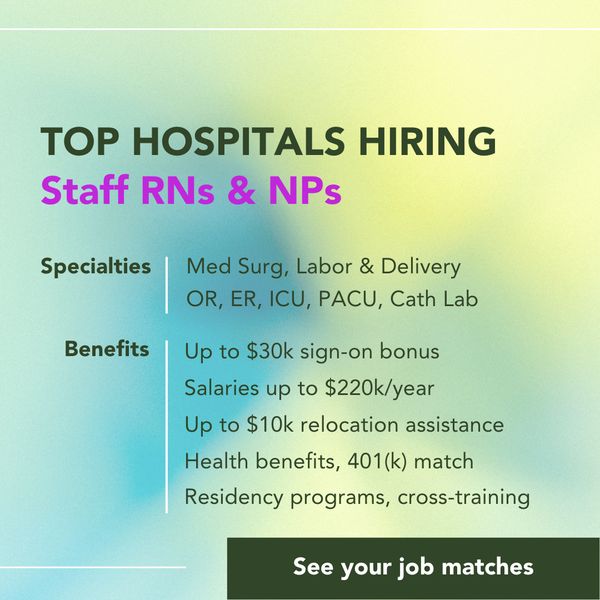 TOP HOSPITALS HIRING
Staff RNs & NPs
Specialties
Med Surg, Labor & Delivery
OR, ER, ICU, PACU, Cath Lab
Benefits
Up to $30k sign-on bonus
Salaries up to $220k/year
Up to $10k relocation assistance
Health benefits, 401(k) match
Residency programs, cross-training
See your job matches